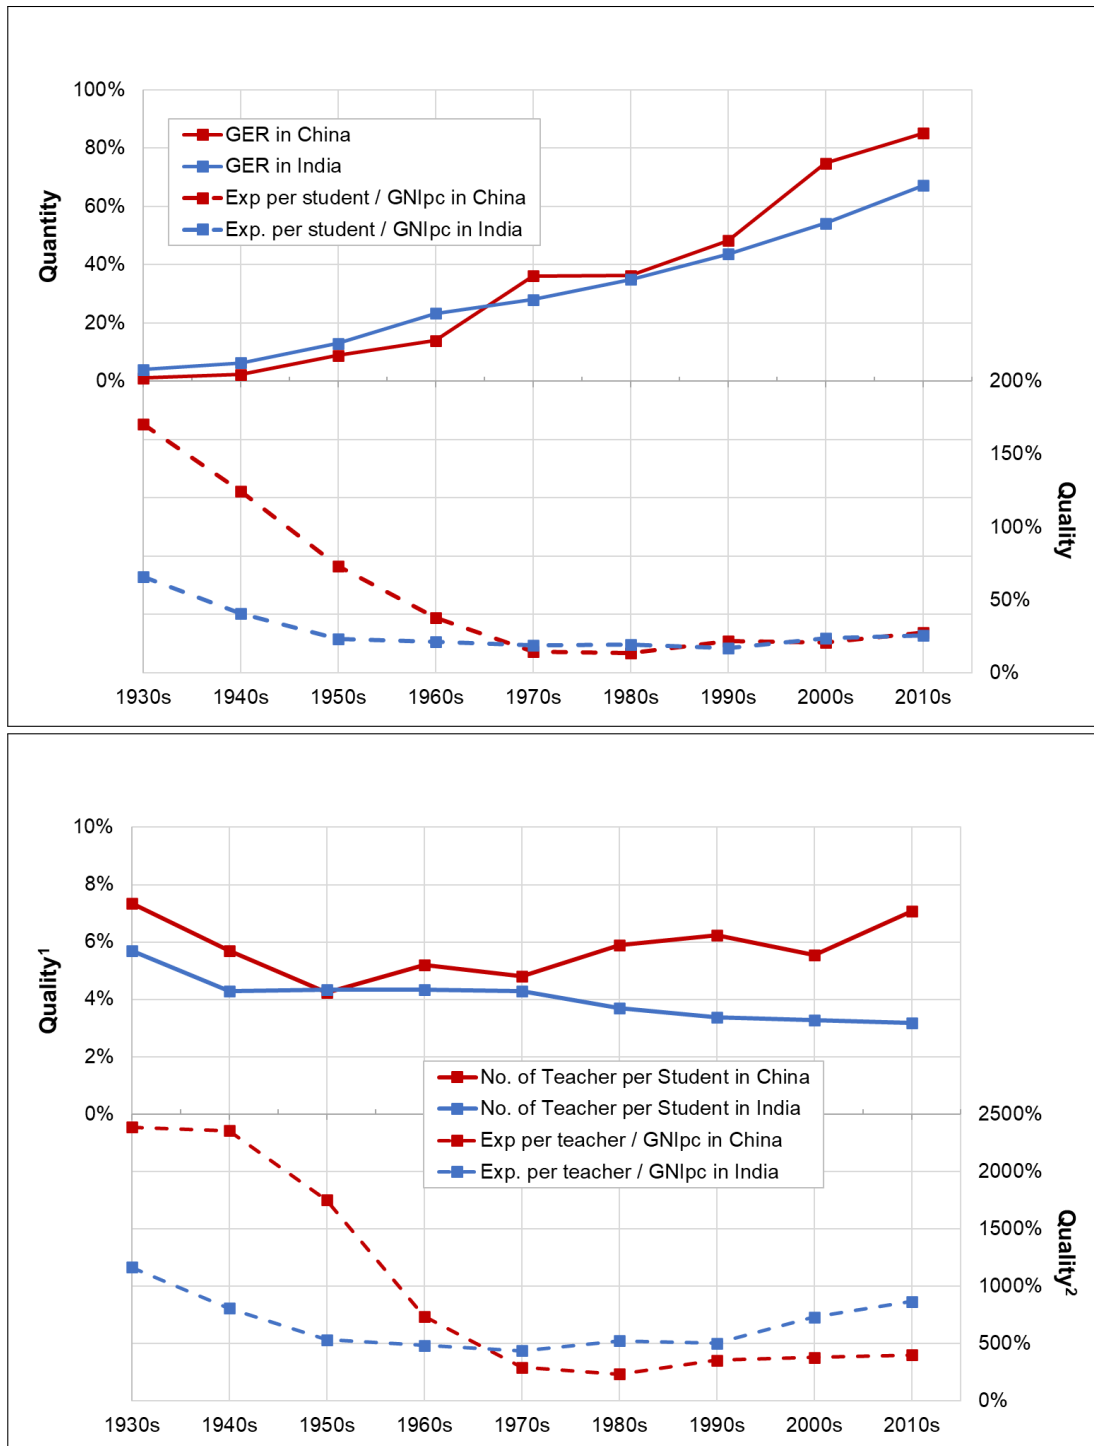 100%
80%
60%
40%
20%
0%
Quantity
GER in China
GER in India
Exp per student / GNIpc in China
Exp. per student / GNIpc in India
200%
150%
100%
50%
0%
Quality
1930s 1940s 1950s 1960s 1970s 1980s 1990s 2000s 2010s
10%
8%
6%
4%
2%
0%
Quality¹
No. of Teacher per Student in China
No. of Teacher per Student in India
Exp per teacher / GNIpc in China
Exp. per teacher / GNIpc in India
2500%
2000%
1500%
1000%
500%
0%
Quality²
1930s 1940s 1950s 1960s 1970s 1980s 1990s 2000s 2010s